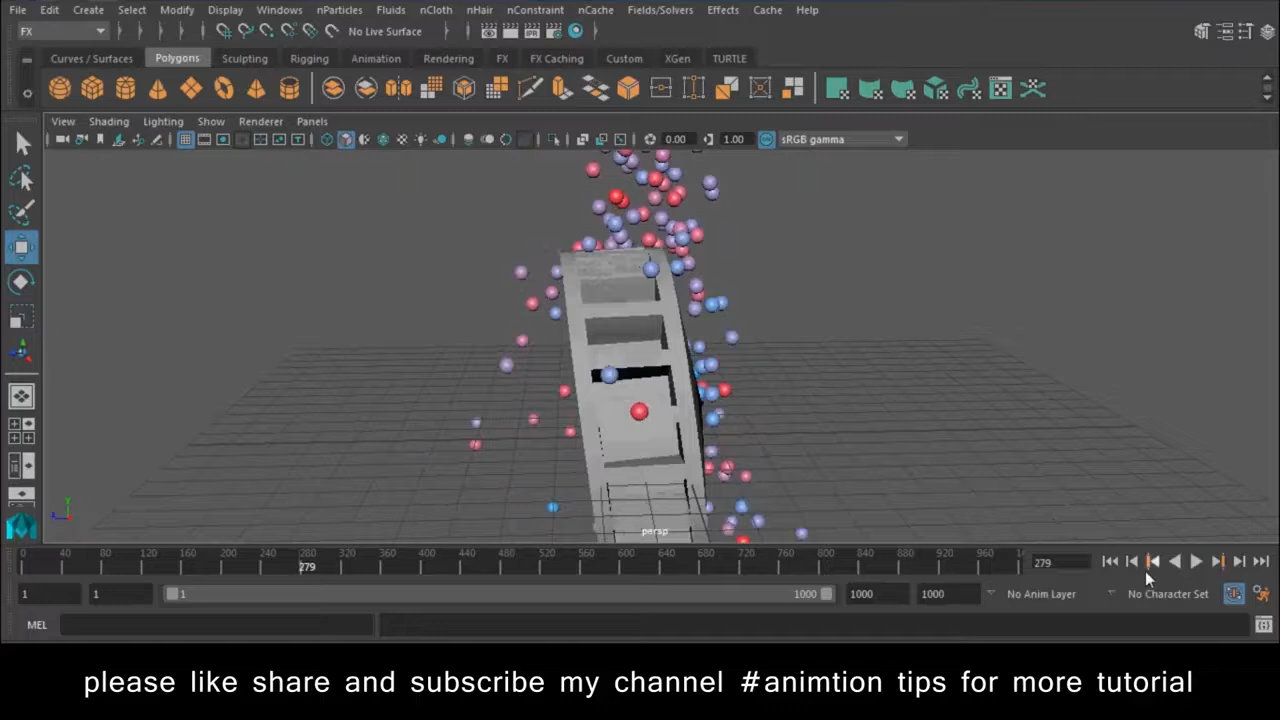 File Edit Create Select Modify Display Windows nParticles Fluids nCloth nHair nConstraint nCache Fields/Solvers Effects Cache Help
FX No Live Surface
Curves / Surfaces Polygons Sculpting Rigging Animation Rendering FX FX Caching Custom XGen TURTLE
View Shading Lighting Show Renderer Panels
0.00 1.00 sRGB gamma
persp
0 40 80 120 160 200 240 280 320 360 400 440 480 520 560 600 640 680 720 760 800 840 880 920 960 1
279 279
1 1 1 1000 1000 1000 No Anim Layer No Character Set
MEL
please like share and subscribe my channel #animtion tips for more tutorial